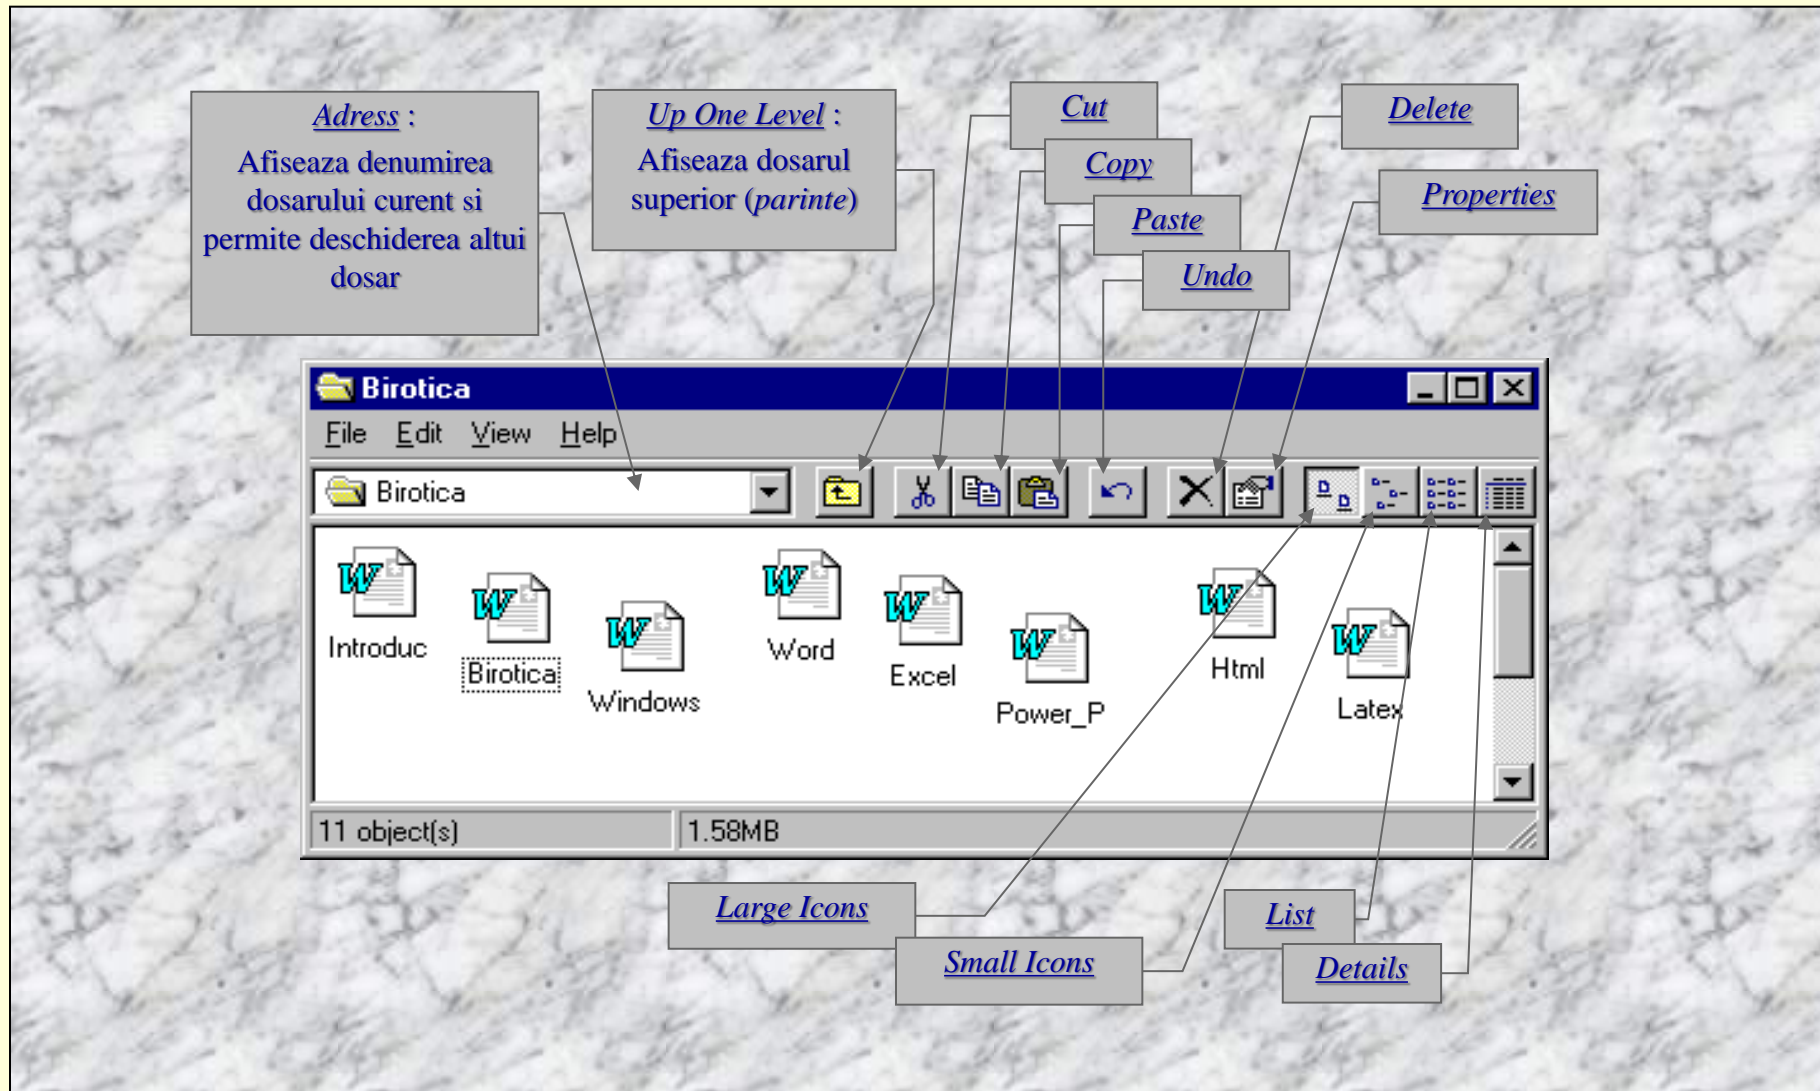 Adress :
Afiseaza denumirea
dosarului curent si
permite deschiderea altui
dosar
Up One Level :
Afiseaza dosarul
superior (parinte)
Cut
Copy
Paste
Undo
Delete
Properties
Birotica
File Edit View Help
Birotica
Introduc
Birotica
Windows
Word
Excel
Power_P
Html
Latex
11 object(s) 1.58MB
Large Icons
Small Icons
List
Details